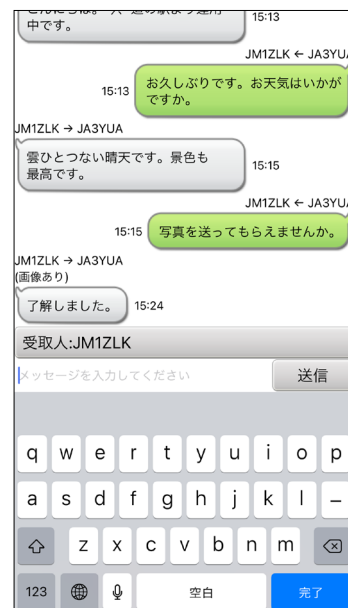 中です。
15:13
JM1ZLK ← JA3YU
15:13
お久しぶりです。お天気はいかが
ですか。
JM1ZLK → JA3YUA
雲ひとつない晴天です。景色も
最高です。
15:15
JM1ZLK ← JA3YU
15:15
写真を送ってもらえませんか。
JM1ZLK → JA3YUA
(画像あり)
了解しました。
15:24
受取人:JM1ZLK
メッセージを入力してください
送信
q w e r t y u i o p
a s d f g h j k l –
z x c v b n m
123
空白
完了